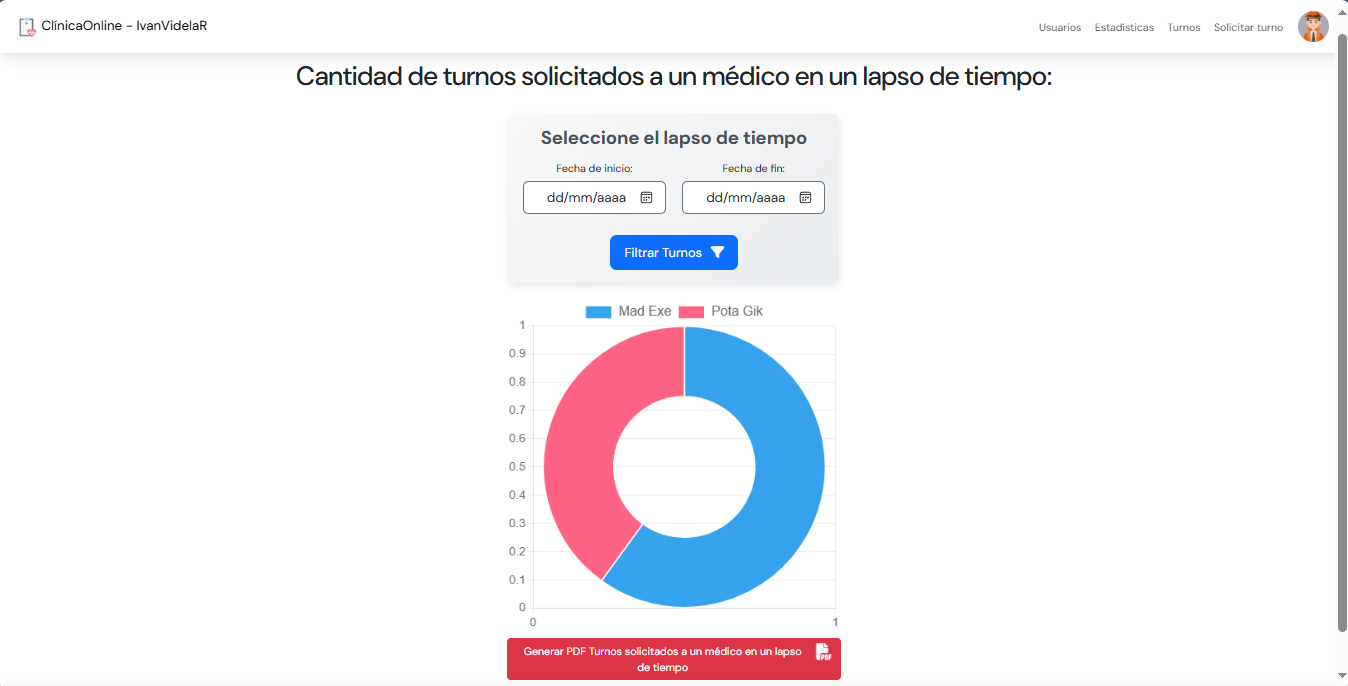 ClínicaOnline - IvanVidelaR
Usuarios Estadísticas Turnos Solicitar turno
Cantidad de turnos solicitados a un médico en un lapso de tiempo:
Seleccione el lapso de tiempo
Fecha de inicio: Fecha de fin:
dd/mm/aaaa dd/mm/aaaa
Filtrar Turnos
Mad Exe Pota Gik
1
0.9
0.8
0.7
0.6
0.5
0.4
0.3
0.2
0.1
0
0 1
Generar PDF Turnos solicitados a un médico en un lapso
de tiempo
PDF